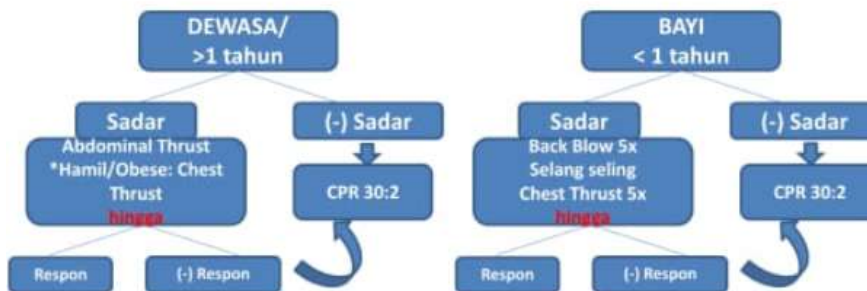 DEWASA/
>1 tahun
Sadar
Abdominal Thrust
*Hamil/Obese: Chest
Thrust
hingga
Respon
(-) Respon
(-) Sadar
CPR 30:2
BAYI
< 1 tahun
Sadar
Back Blow 5x
Selang seling
Chest Thrust 5x
hingga
Respon
(-) Respon
(-) Sadar
CPR 30:2